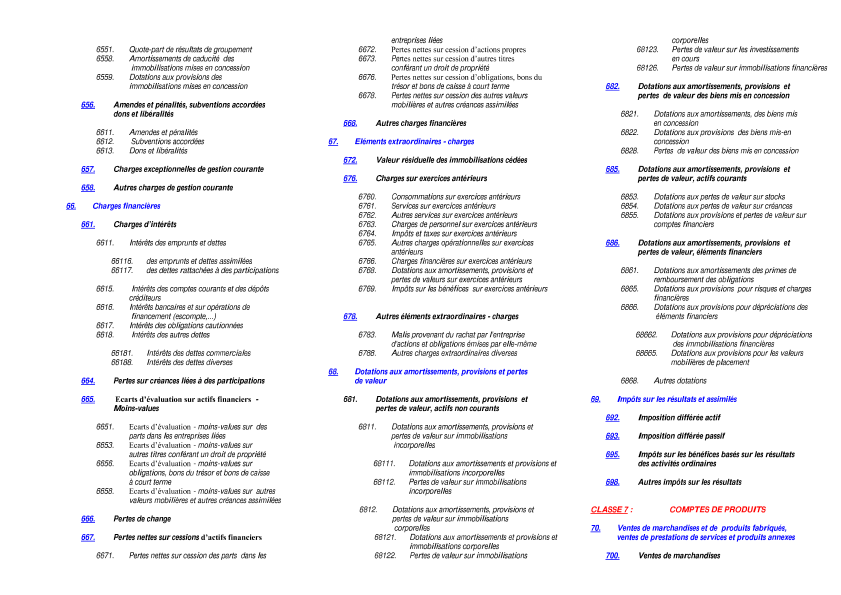 6551. Quote-part de résultats de groupement
6558. Amortissements de caducité des
immobilisations mises en concession
6559. Dotations aux provisions des
immobilisations mises en concession
656. Amendes et pénalités, subventions accordées
dons et libéralités
6611. Amendes et pénalités
6612. Subventions accordées
6613. Dons et libéralités
657. Charges exceptionnelles de gestion courante
658. Autres charges de gestion courante
66. Charges financières
661. Charges d'intérêts
6611. Intérêts des emprunts et dettes
66116. des emprunts et dettes assimilées
66117. des dettes rattachées à des participations
6615. Intérêts des comptes courants et des dépôts
créditeurs
6616. Intérêts bancaires et sur opérations de
financement (escompte,...)
6617. Intérêts des obligations cautionnées
6618. Intérêts des autres dettes
66181. Intérêts des dettes commerciales
66188. Intérêts des dettes diverses
664. Pertes sur créances liées à des participations
665. Ecarts d'évaluation sur actifs financiers -
Moins-values
6651. Ecarts d'évaluation - moins-values sur des
parts dans les entreprises liées
6653. Ecarts d'évaluation - moins-values sur
autres titres conférant un droit de propriété
6656. Ecarts d'évaluation - moins-values sur
obligations, bons du trésor et bons de caisse
à court terme
6658. Ecarts d'évaluation - moins-values sur autres
valeurs mobilières et autres créances assimilées
666. Pertes de change
667. Pertes nettes sur cessions d'actifs financiers
6671. Pertes nettes sur cession des parts dans les
entreprises liées
6672. Pertes nettes sur cession d'actions propres
6673. Pertes nettes sur cession d'autres titres
conférant un droit de propriété
6676. Pertes nettes sur cession d'obligations, bons du
trésor et bons de caisse à court terme
6678. Pertes nettes sur cession des autres valeurs
mobilières et autres créances assimilées
668. Autres charges financières
67. Eléments extraordinaires - charges
672. Valeur résiduelle des immobilisations cédées
676. Charges sur exercices antérieurs
6760. Consommations sur exercices antérieurs
6761. Services sur exercices antérieurs
6762. Autres services sur exercices antérieurs
6763. Charges de personnel sur exercices antérieurs
6764. Impôts et taxes sur exercices antérieurs
6765. Autres charges opérationnelles sur exercices
antérieurs
6766. Charges financières sur exercices antérieurs
6768. Dotations aux amortissements, provisions et
pertes de valeurs sur exercices antérieurs
6769. Impôts sur les bénéfices sur exercices antérieurs
678. Autres éléments extraordinaires - charges
6783. Malis provenant du rachat par l'entreprise
d'actions et obligations émises par elle-même
6788. Autres charges extraordinaires diverses
68. Dotations aux amortissements, provisions et pertes
de valeur
681. Dotations aux amortissements, provisions et
pertes de valeur, actifs non courants
6811. Dotations aux amortissements, provisions et
pertes de valeur sur immobilisations
incorporelles
68111. Dotations aux amortissements et provisions et
immobilisations incorporelles
68112. Pertes de valeur sur immobilisations
incorporelles
6812. Dotations aux amortissements, provisions et
pertes de valeur sur immobilisations
corporelles
68121. Dotations aux amortissements et provisions et
immobilisations corporelles
68122. Pertes de valeur sur immobilisations
corporelles
68123. Pertes de valeur sur les investissements
en cours
68126. Pertes de valeur sur immobilisations financières
682. Dotations aux amortissements, provisions et
pertes de valeur des biens mis en concession
6821. Dotations aux amortissements, des biens mis
en concession
6822. Dotations aux provisions des biens mis-en
concession
6828. Pertes de valeur des biens mis en concession
685. Dotations aux amortissements, provisions et
pertes de valeur, actifs courants
6853. Dotations aux pertes de valeur sur stocks
6854. Dotations aux pertes de valeur sur créances
6855. Dotations aux provisions et pertes de valeur sur
comptes financiers
686. Dotations aux amortissements, provisions et
pertes de valeur, éléments financiers
6861. Dotations aux amortissements des primes de
remboursement des obligations
6865. Dotations aux provisions pour risques et charges
financières
6866. Dotations aux provisions pour dépréciations des
éléments financiers
68662. Dotations aux provisions pour dépréciations
des immobilisations financières
68665. Dotations aux provisions pour les valeurs
mobilières de placement
6868. Autres dotations
69. Impôts sur les résultats et assimilés
692. Imposition différée actif
693. Imposition différée passif
695. Impôts sur les bénéfices basés sur les résultats
des activités ordinaires
698. Autres impôts sur les résultats
CLASSE 7 : COMPTES DE PRODUITS
70. Ventes de marchandises et de produits fabriqués,
ventes de prestations de services et produits annexes
700. Ventes de marchandises